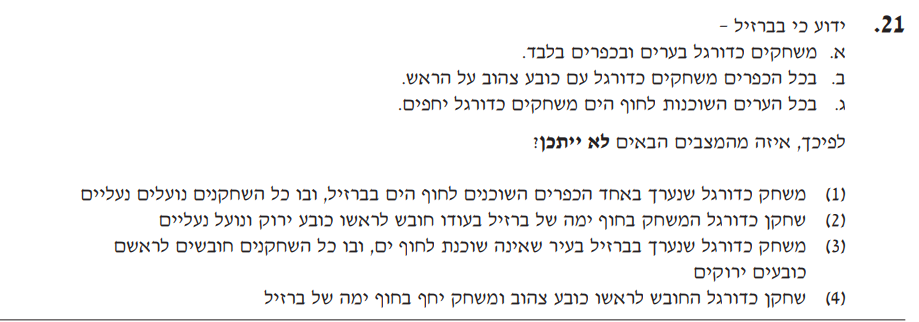 21. ידוע כי בברזיל –
א. משחקים כדורגל בערים ובכפרים בלבד.
ב. בכל הכפרים משחקים כדורגל עם כובע צהוב על הראש.
ג. בכל הערים השוכנות לחוף הים משחקים כדורגל יחפים.
לפיכך, איזה מהמצבים הבאים לא ייתכן?
(1) משחק כדורגל שנערך באחד הכפרים השוכנים לחוף הים בברזיל, ובו כל השחקנים נועלים נעליים
(2) שחקן כדורגל המשחק בחוף ימה של ברזיל בעודו חובש לראשו כובע ירוק ונועל נעליים
(3) משחק כדורגל שנערך בברזיל בעיר שאינה שוכנת לחוף ים, ובו כל השחקנים חובשים לראשם
כובעים ירוקים
(4) שחקן כדורגל החובש לראשו כובע צהוב ומשחק יחף בחוף ימה של ברזיל